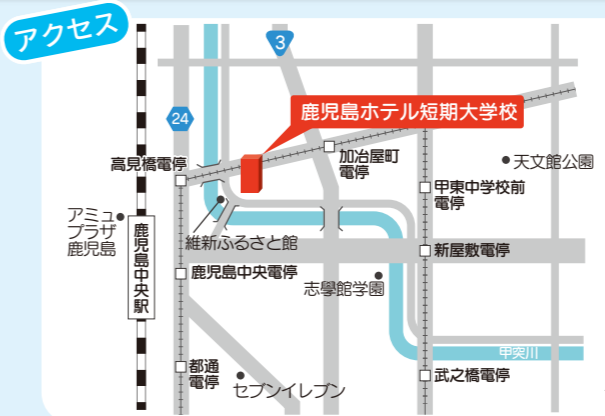 アクセス
3
24
鹿児島ホテル短期大学校
高見橋電停
加治屋町
電停
天文館公園
甲東中学校前
電停
アミュ
プラザ
鹿児島
鹿児島中央駅
維新ふるさと館
新屋敷電停
鹿児島中央電停
志學館学園
甲突川
都通
電停
武之橋電停
セブンイレブン